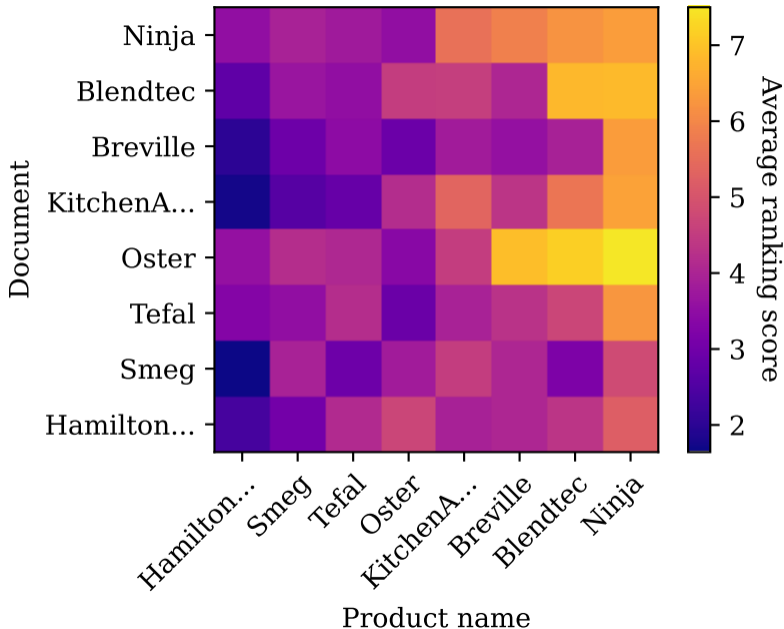 Document
Ninja
Blendtec
Breville
KitchenA...
Oster
Tefal
Smeg
Hamilton...
Hamilton...
Smeg
Tefal
Oster
KitchenA...
Breville
Blendtec
Ninja
Product name
7
6
5
4
3
2
Average ranking score